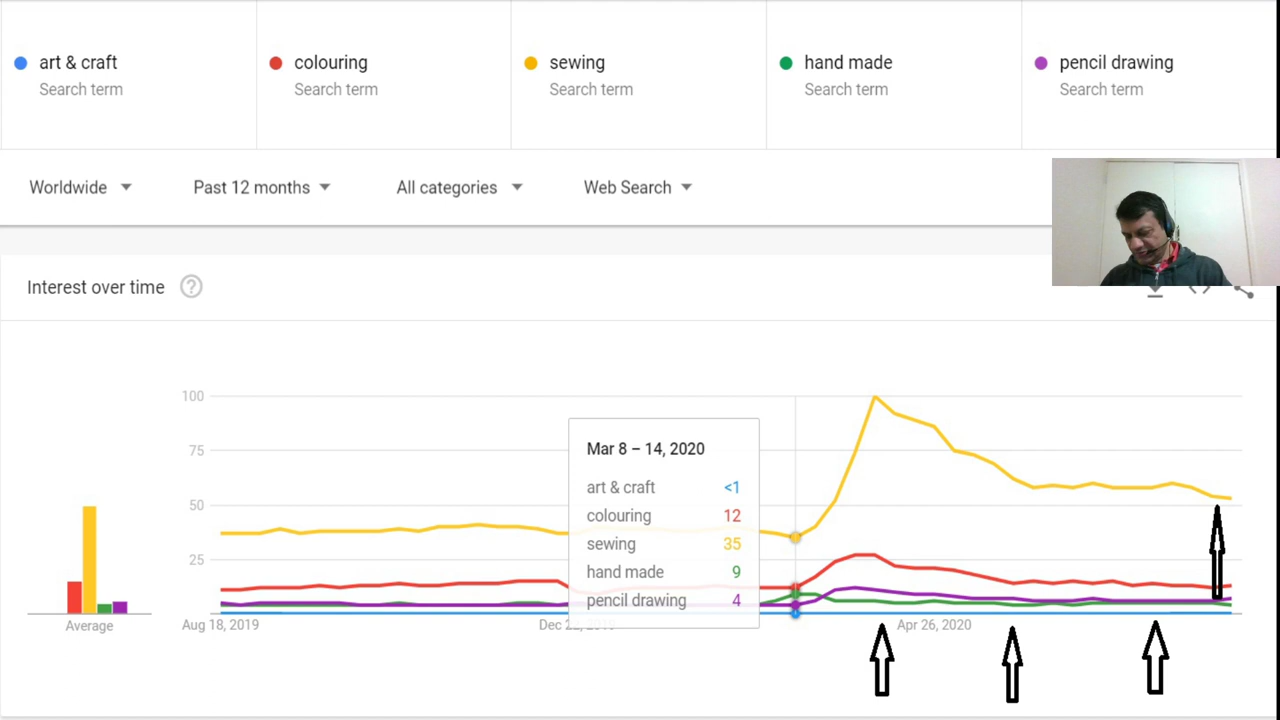 art & craft colouring sewing hand made pencil drawing
Search term Search term Search term Search term Search term
Worldwide Past 12 months All categories Web Search
Interest over time ?
100
75
50
25
Mar 8 – 14, 2020
art & craft <1
colouring 12
sewing 35
hand made 9
pencil drawing 4
Average Aug 18, 2019 Dec 22, 2019 Apr 26, 2020